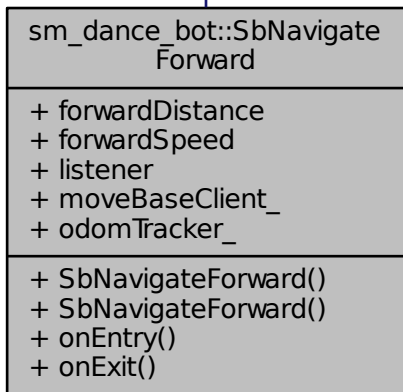 sm_dance_bot::SbNavigate
Forward
+ forwardDistance
+ forwardSpeed
+ listener
+ moveBaseClient_
+ odomTracker_
+ SbNavigateForward()
+ SbNavigateForward()
+ onEntry()
+ onExit()